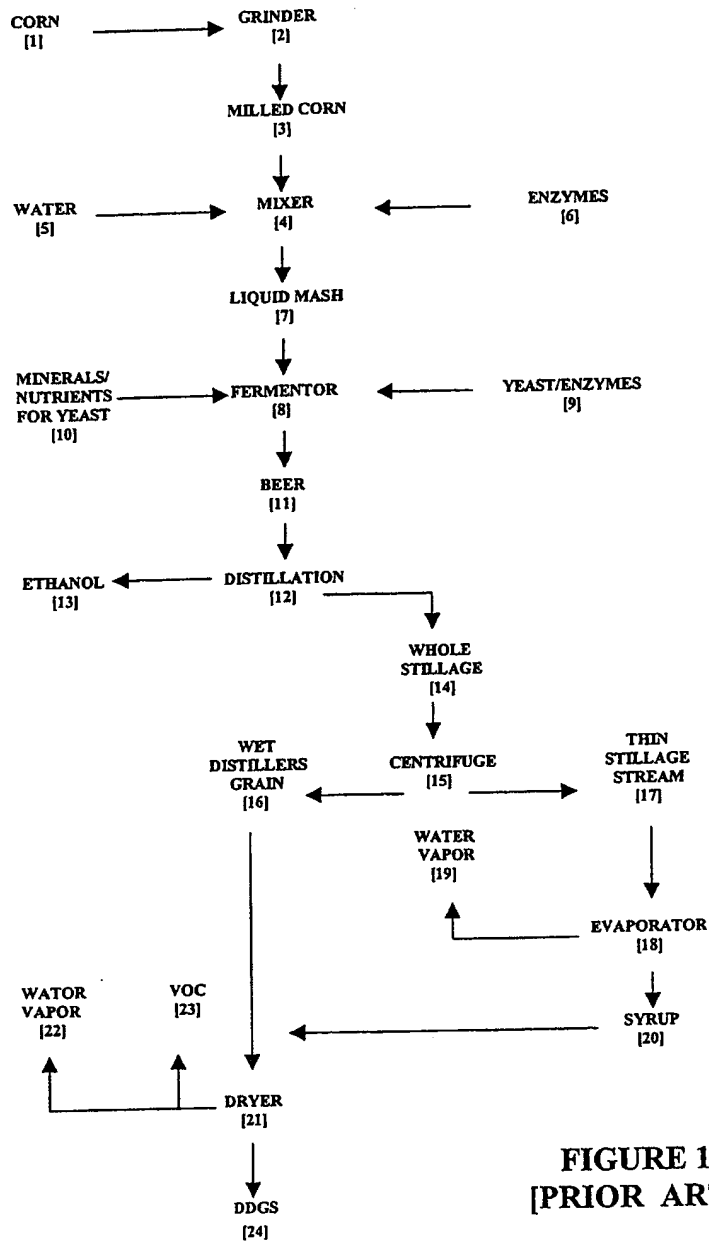 CORN
[1]
GRINDER
[2]
MILLED CORN
[3]
WATER
[5]
MIXER
[4]
ENZYMES
[6]
LIQUID MASH
[7]
MINERALS/
NUTRIENTS
FOR YEAST
[10]
FERMENTOR
[8]
YEAST/ENZYMES
[9]
BEER
[11]
ETHANOL
[13]
DISTILLATION
[12]
WHOLE
STILLAGE
[14]
WET
DISTILLERS
GRAIN
[16]
CENTRIFUGE
[15]
THIN
STILLAGE
STREAM
[17]
WATER
VAPOR
[19]
EVAPORATOR
[18]
WATOR
VAPOR
[22]
VOC
[23]
SYRUP
[20]
DRYER
[21]
DDGS
[24]
FIGURE 1
[PRIOR AR